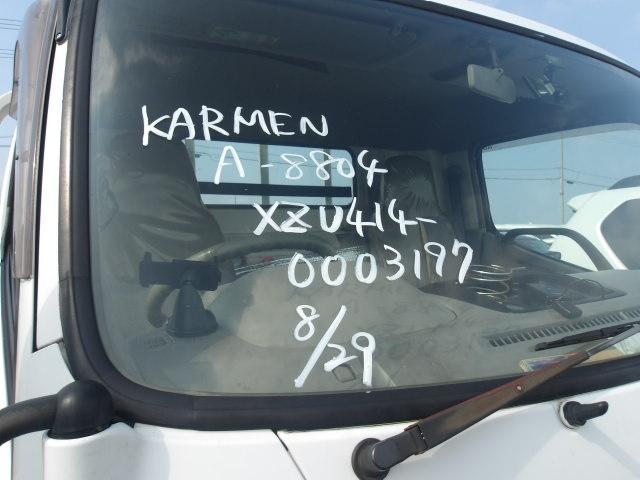 KARMEN
A-8804
XZU414-
0003197
8/29